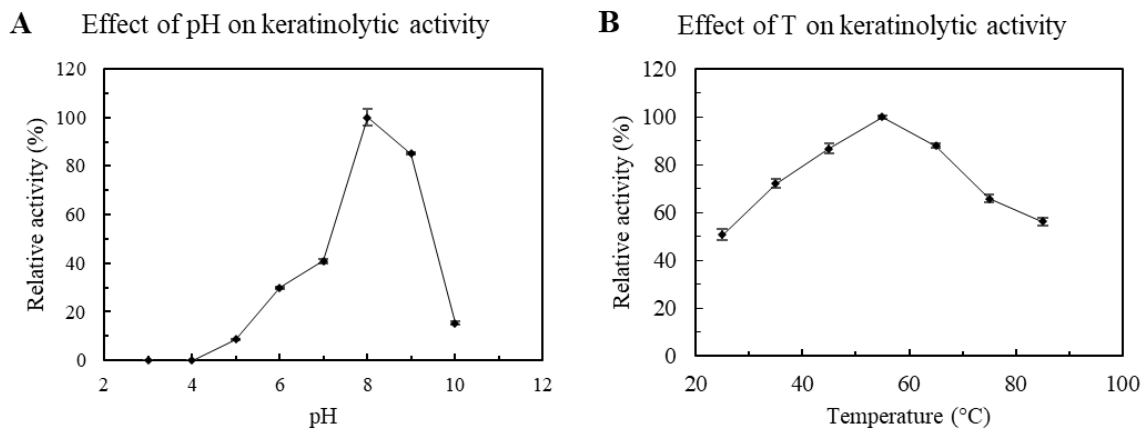 A Effect of pH on keratinolytic activity
Relative activity (%)
120
100
80
60
40
20
0
2 4 6 8 10 12
pH
B Effect of T on keratinolytic activity
Relative activity (%)
120
100
80
60
40
20
0
20 40 60 80 100
Temperature (°C)